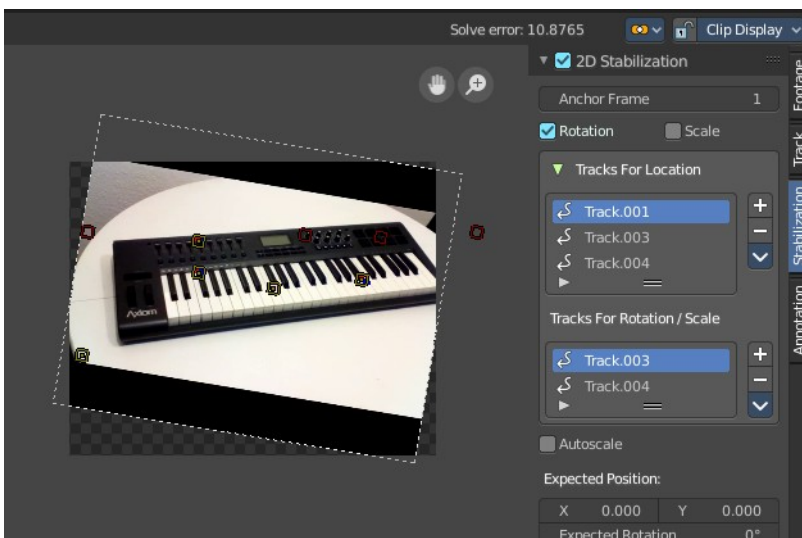 Solve error: 10.8765
Clip Display
2D Stabilization
Anchor Frame 1
Rotation Scale
Tracks For Location
Track.001
Track.003
Track.004
Tracks For Rotation / Scale
Track.003
Track.004
Autoscale
Expected Position:
X 0.000 Y 0.000
Expected Rotation 0°
Footage
Track
Stabilization
Annotation
Axiom